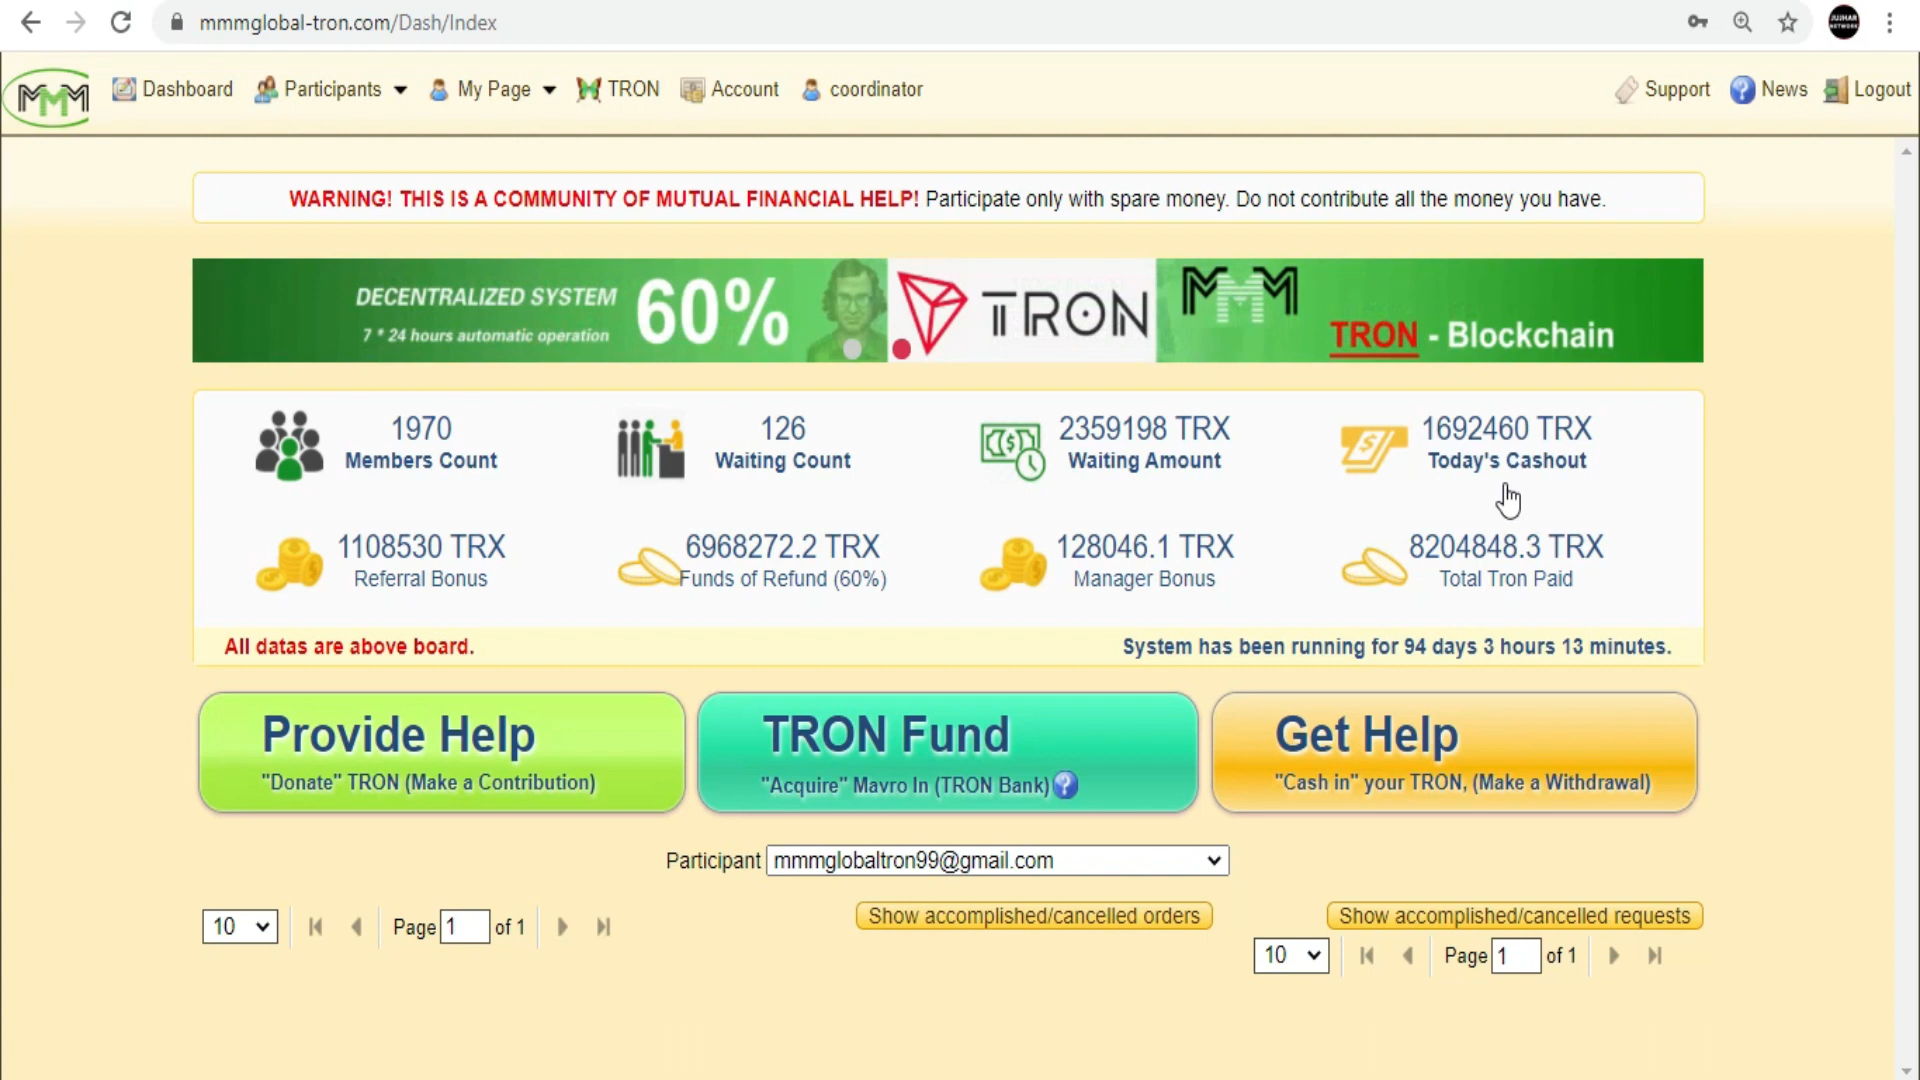 mmmglobal-tron.com/Dash/Index
JUJHAR
NETWORK
MMM Dashboard Participants My Page TRON Account coordinator Support News Logout
WARNING! THIS IS A COMMUNITY OF MUTUAL FINANCIAL HELP! Participate only with spare money. Do not contribute all the money you have.
DECENTRALIZED SYSTEM
7 * 24 hours automatic operation
60%
TRON
MMM
TRON - Blockchain
1970
Members Count
126
Waiting Count
2359198 TRX
Waiting Amount
1692460 TRX
Today's Cashout
1108530 TRX
Referral Bonus
6968272.2 TRX
Funds of Refund (60%)
128046.1 TRX
Manager Bonus
8204848.3 TRX
Total Tron Paid
All datas are above board.
System has been running for 94 days 3 hours 13 minutes.
Provide Help
"Donate" TRON (Make a Contribution)
TRON Fund
"Acquire" Mavro In (TRON Bank)
Get Help
"Cash in" your TRON, (Make a Withdrawal)
Participant mmmglobaltron99@gmail.com
10 Page 1 of 1
Show accomplished/cancelled orders
Show accomplished/cancelled requests
10 Page 1 of 1